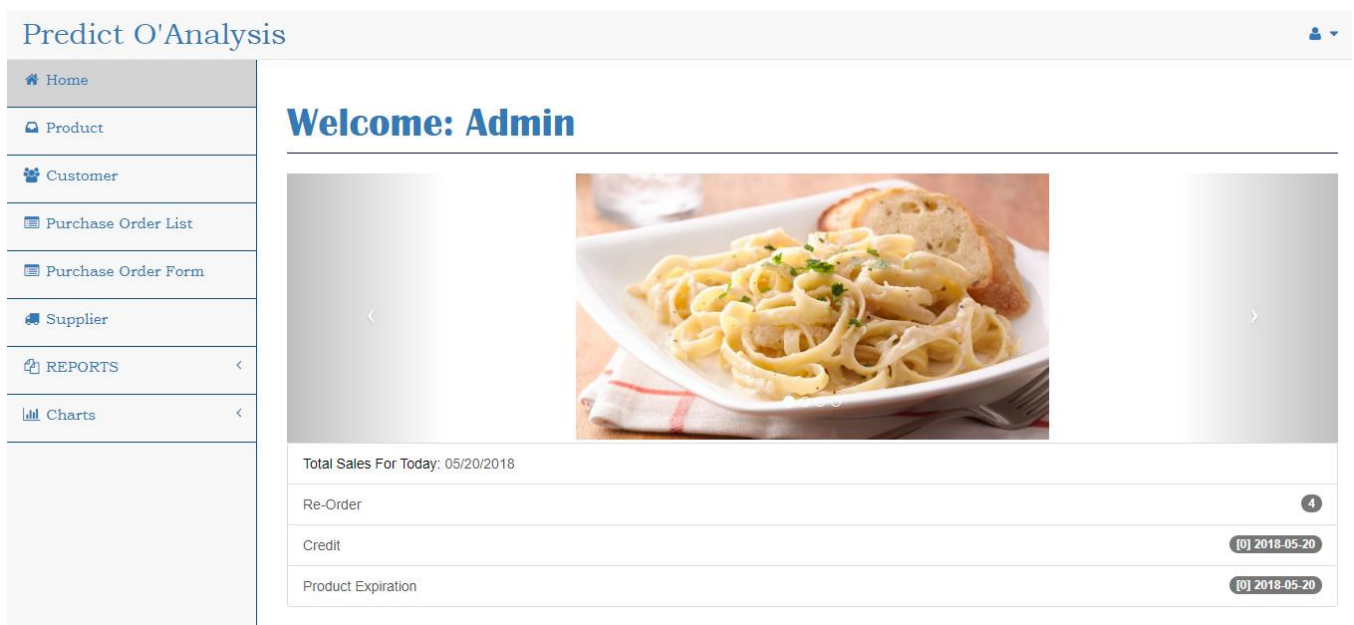 Predict O'Analysis
Home
Product
Customer
Purchase Order List
Purchase Order Form
Supplier
REPORTS
Charts
Welcome: Admin
Total Sales For Today: 05/20/2018
Re-Order 4
Credit [0] 2018-05-20
Product Expiration [0] 2018-05-20